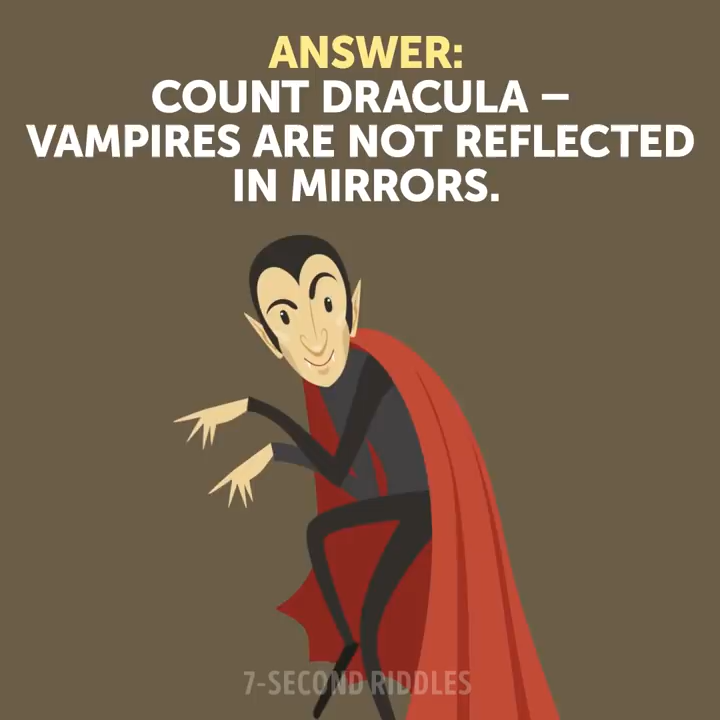 ANSWER:
COUNT DRACULA –
VAMPIRES ARE NOT REFLECTED
IN MIRRORS.
7-SECOND RIDDLES